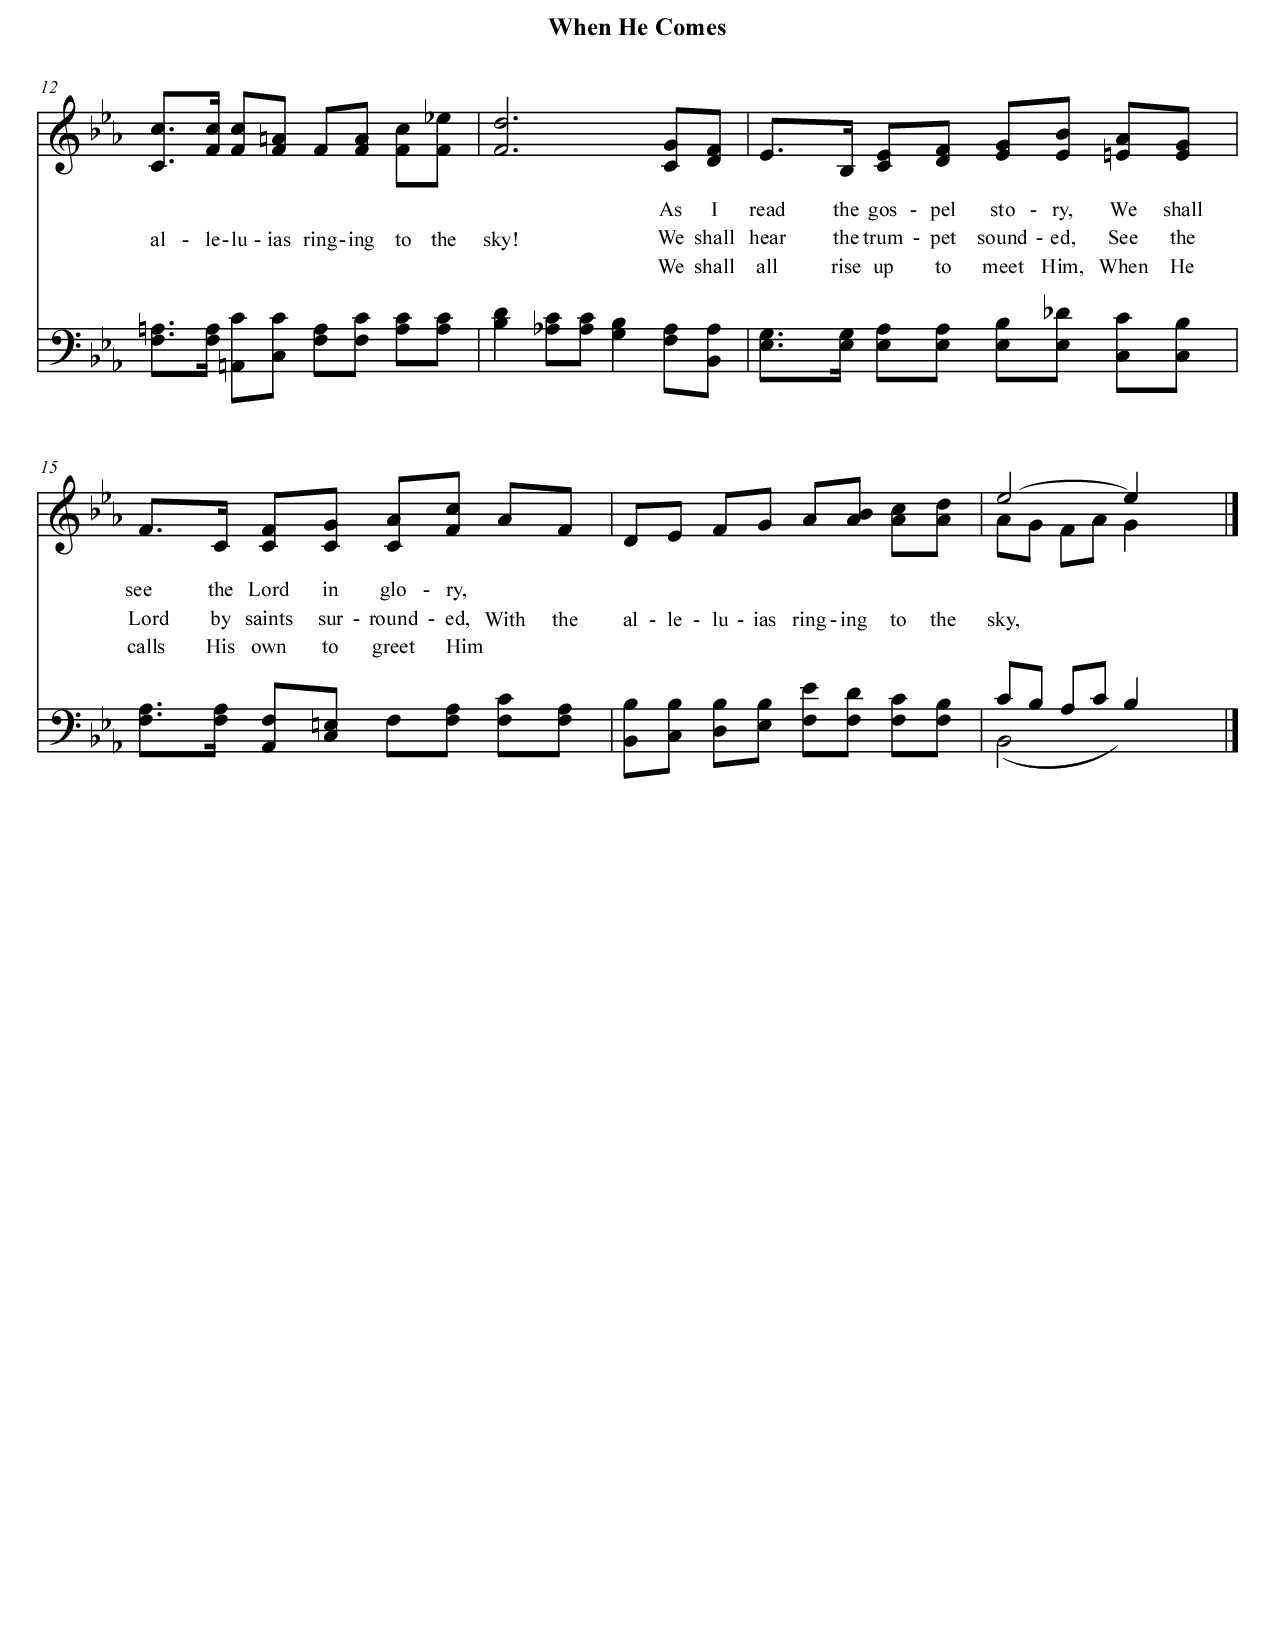 When He Comes
12
As I read the gos - pel sto - ry, We shall
al - le - lu - ias ring - ing to the sky! We shall hear the trum - pet sound - ed, See the
We shall all rise up to meet Him, When He
15
see the Lord in glo - ry,
Lord by saints sur - round - ed, With the al - le - lu - ias ring - ing to the sky,
calls His own to greet Him